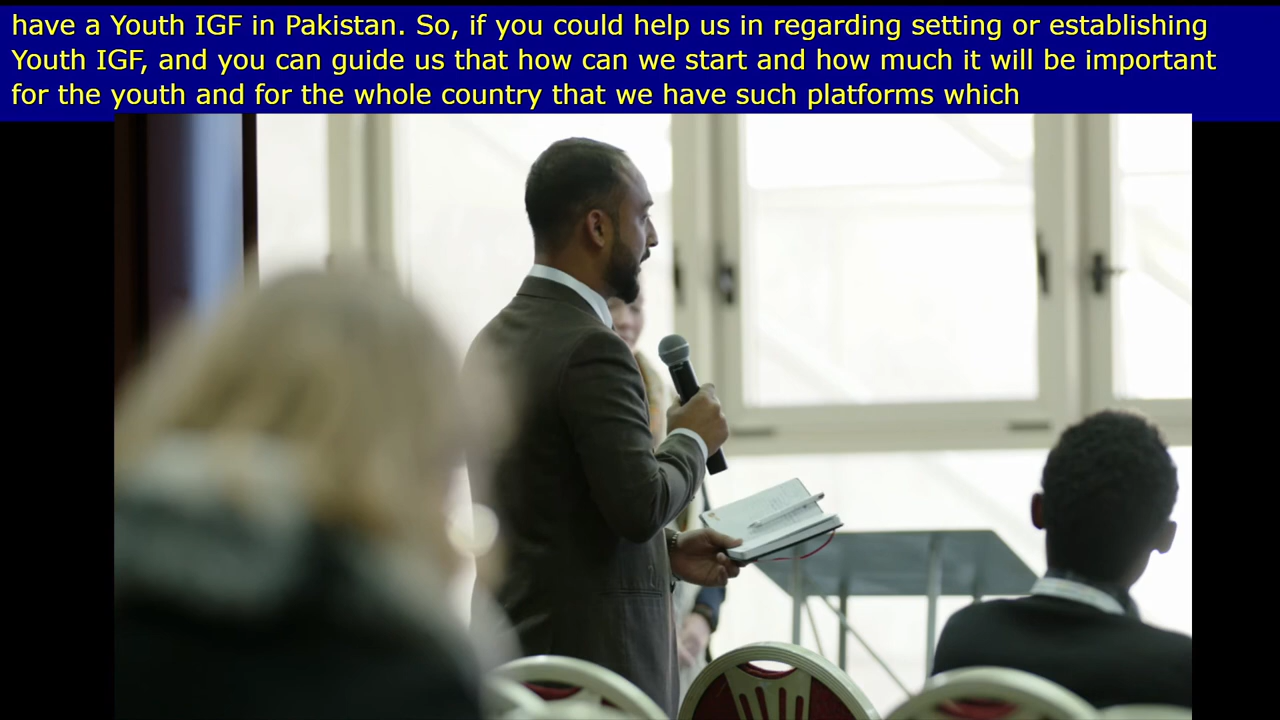 have a Youth IGF in Pakistan. So, if you could help us in regarding setting or establishing
Youth IGF, and you can guide us that how can we start and how much it will be important
for the youth and for the whole country that we have such platforms which